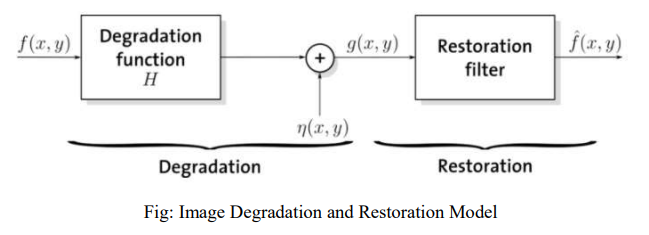 f(x, y)
Degradation
function
H
+
η(x, y)
g(x, y)
Restoration
filter
f̂(x, y)
Degradation
Restoration
Fig: Image Degradation and Restoration Model